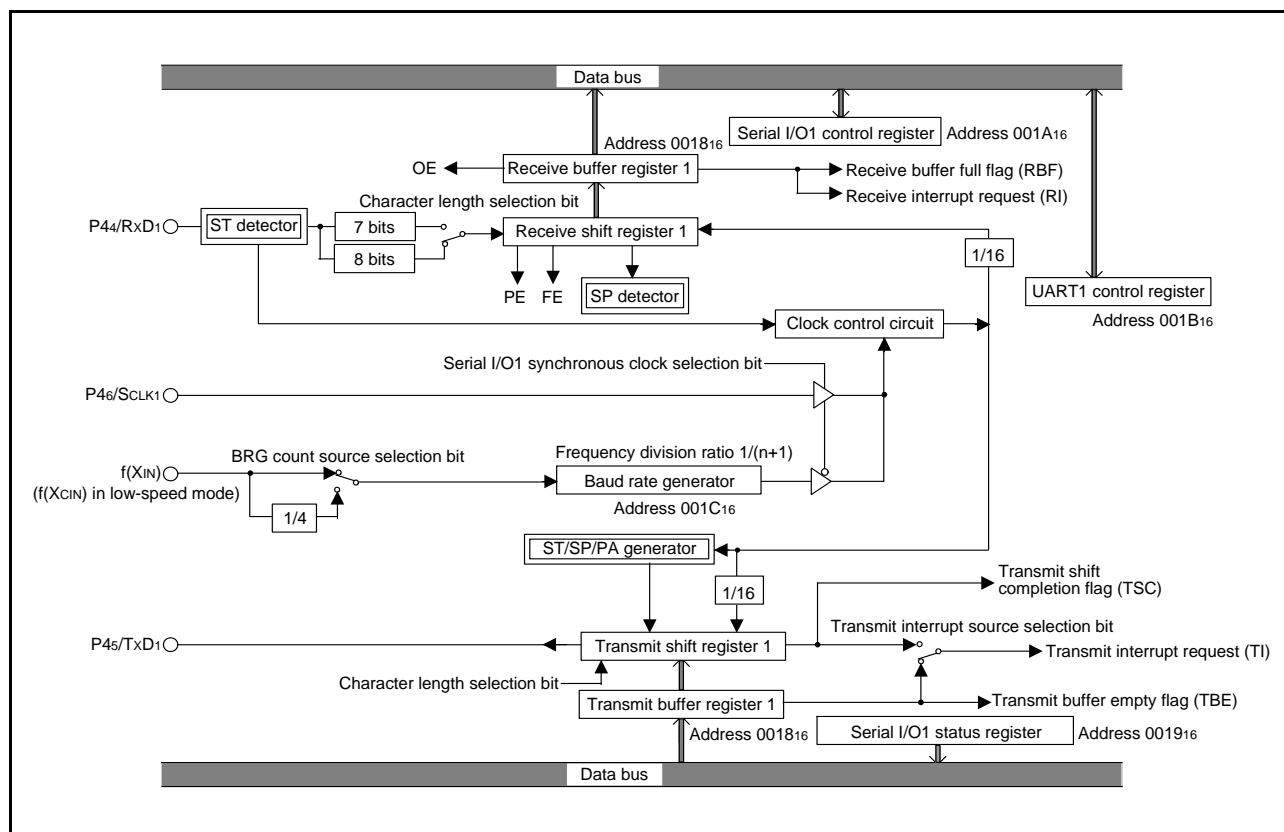 Data bus
Serial I/O1 control register Address 001A16
Address 001816
OE Receive buffer register 1 Receive buffer full flag (RBF)
Receive interrupt request (RI)
Character length selection bit
P44/RXD1 ST detector 7 bits Receive shift register 1
8 bits 1/16
PE FE SP detector UART1 control register
Clock control circuit Address 001B16
Serial I/O1 synchronous clock selection bit
P46/SCLK1
BRG count source selection bit Frequency division ratio 1/(n+1)
f(XIN) Baud rate generator
(f(XCIN) in low-speed mode)
1/4 Address 001C16
ST/SP/PA generator
1/16 Transmit shift
completion flag (TSC)
Transmit interrupt source selection bit
P45/TXD1 Transmit shift register 1 Transmit interrupt request (TI)
Character length selection bit
Transmit buffer register 1 Transmit buffer empty flag (TBE)
Address 001816 Serial I/O1 status register Address 001916
Data bus